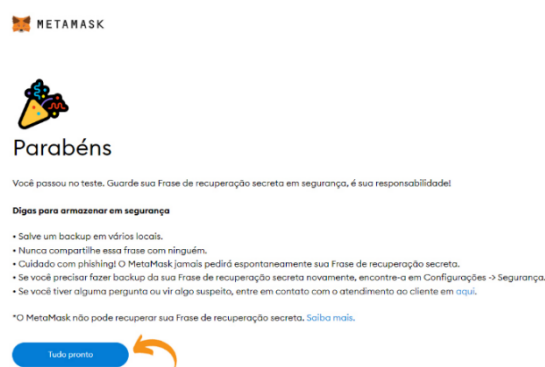 METAMASK
Parabéns
Você passou no teste. Guarde sua Frase de recuperação secreta em segurança, é sua responsabilidade!
Digas para armazenar em segurança
• Salve um backup em vários locais.
• Nunca compartilhe essa frase com ninguém.
• Cuidado com phishing! O MetaMask jamais pedirá espontaneamente sua Frase de recuperação secreta.
• Se você precisar fazer backup da sua Frase de recuperação secreta novamente, encontre-a em Configurações -> Segurança.
• Se você tiver alguma pergunta ou vir algo suspeito, entre em contato com o atendimento ao cliente em aqui.
*O MetaMask não pode recuperar sua Frase de recuperação secreta. Saiba mais.
Tudo pronto